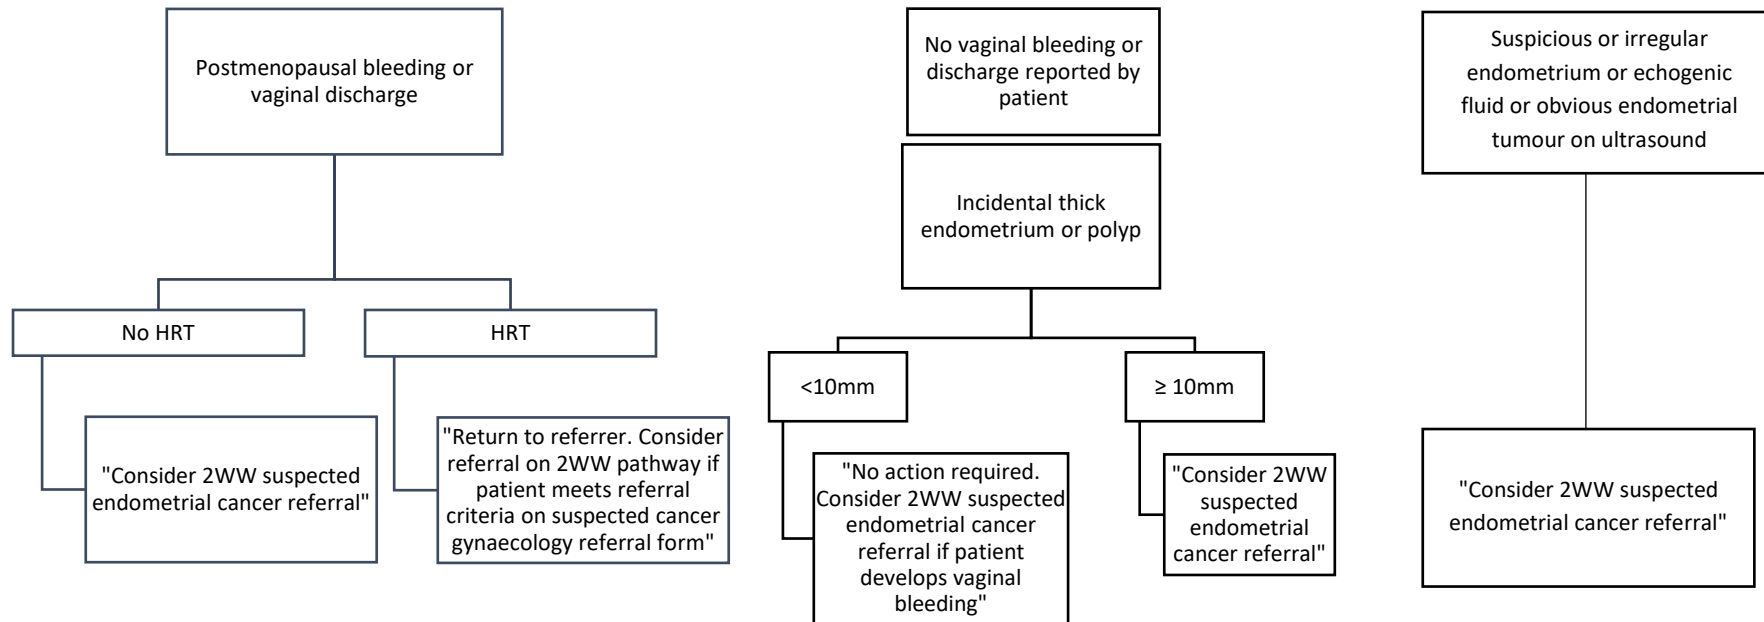 Postmenopausal bleeding or
vaginal discharge
No HRT
"Consider 2WW suspected
endometrial cancer referral"
HRT
"Return to referrer. Consider
referral on 2WW pathway if
patient meets referral
criteria on suspected cancer
gynaecology referral form"
No vaginal bleeding or
discharge reported by
patient
Incidental thick
endometrium or polyp
<10mm
"No action required.
Consider 2WW suspected
endometrial cancer
referral if patient
develops vaginal
bleeding"
≥ 10mm
"Consider 2WW
suspected
endometrial
cancer referral"
Suspicious or irregular
endometrium or echogenic
fluid or obvious endometrial
tumour on ultrasound
"Consider 2WW suspected
endometrial cancer referral"